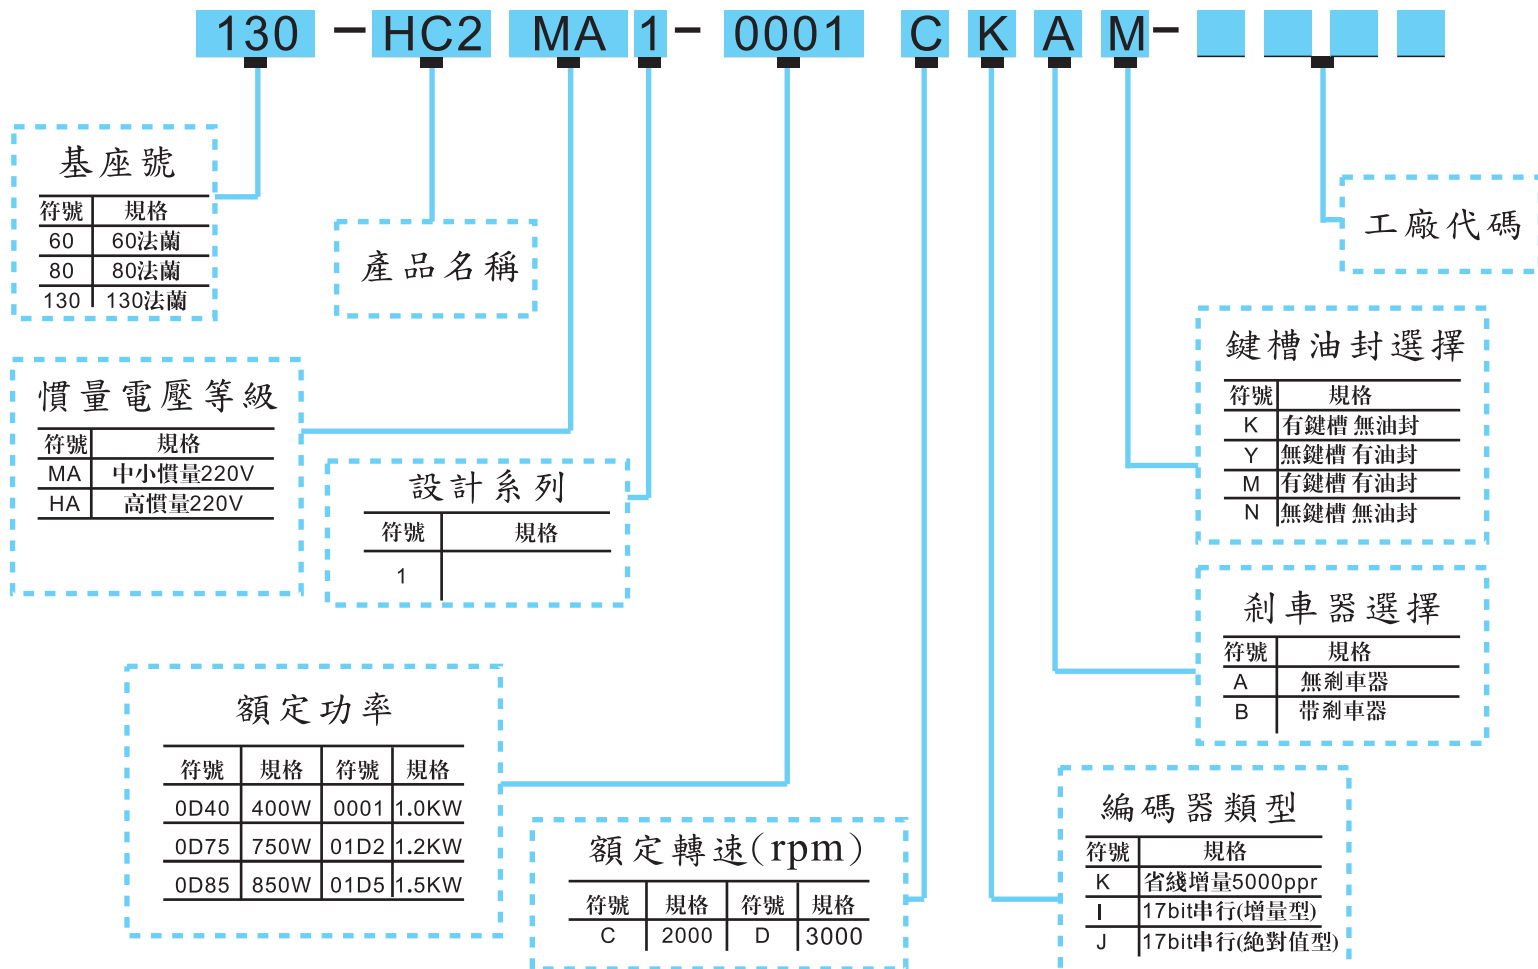 130 - HC2 MA 1 - 0001 C K A M -
基座號
符號 規格
60 60法蘭
80 80法蘭
130 130法蘭
產品名稱
工廠代碼
慣量電壓等級
符號 規格
MA 中小慣量220V
HA 高慣量220V
設計系列
符號 規格
1
鍵槽油封選擇
符號 規格
K 有鍵槽 無油封
Y 無鍵槽 有油封
M 有鍵槽 有油封
N 無鍵槽 無油封
剎車器選擇
符號 規格
A 無剎車器
B 带剎車器
額定功率
符號 規格 符號 規格
0D40 400W 0001 1.0KW
0D75 750W 01D2 1.2KW
0D85 850W 01D5 1.5KW
額定轉速(rpm)
符號 規格 符號 規格
C 2000 D 3000
編碼器類型
符號 規格
K 省綫增量5000ppr
I 17bit串行(增量型)
J 17bit串行(絕對值型)